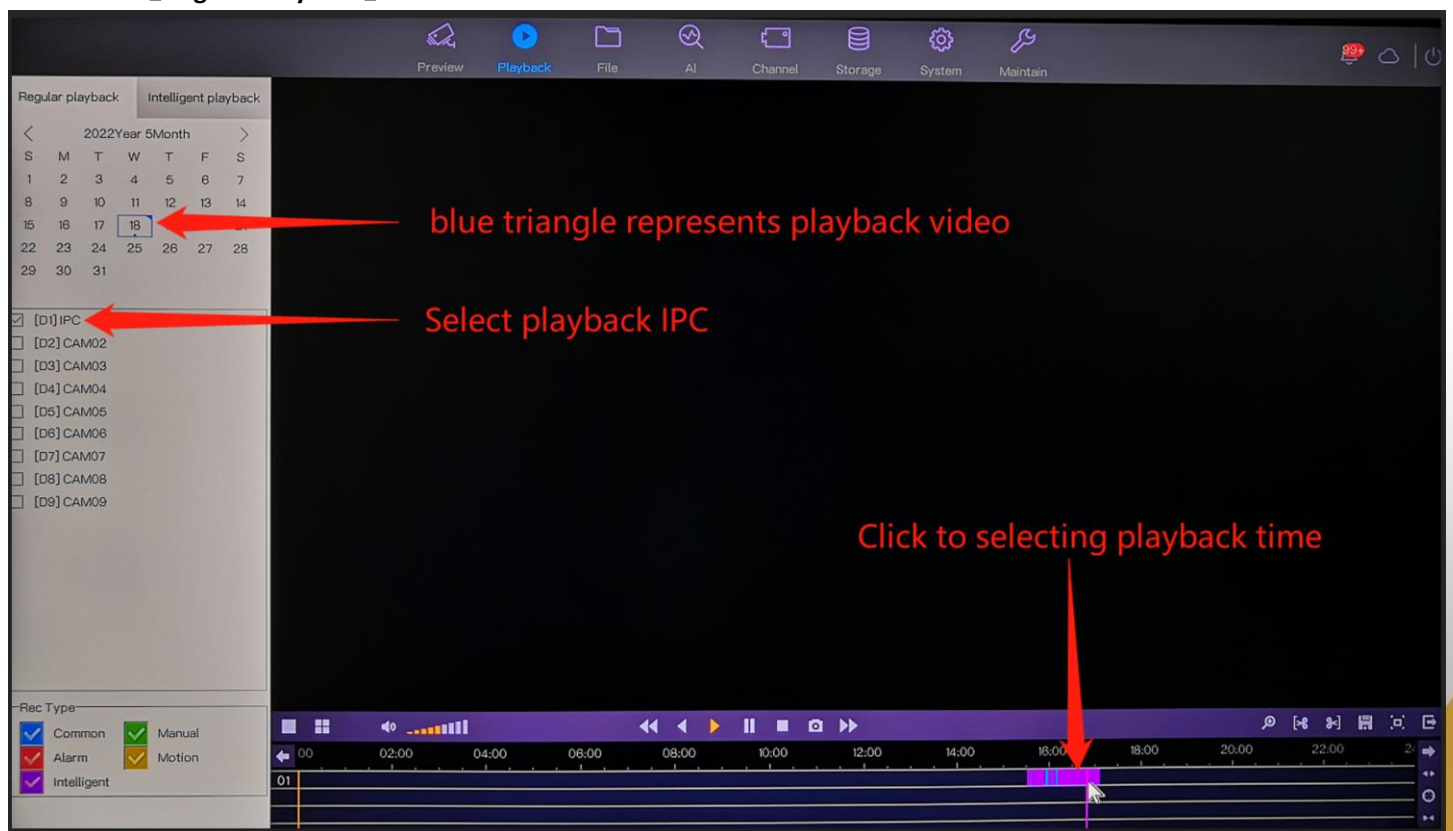 Preview Playback File AI Channel Storage System Maintain 99+
Regular playback Intelligent playback
2022Year 5Month
S M T W T F S
1 2 3 4 5 6 7
8 9 10 11 12 13 14
15 16 17 18
22 23 24 25 26 27 28
29 30 31
blue triangle represents playback video
[D1] IPC
Select playback IPC
[D2] CAM02
[D3] CAM03
[D4] CAM04
[D5] CAM05
[D6] CAM06
[D7] CAM07
[D8] CAM08
[D9] CAM09
Click to selecting playback time
Rec Type
Common Manual
Alarm Motion
Intelligent
00 02:00 04:00 06:00 08:00 10:00 12:00 14:00 16:00 18:00 20:00 22:00
01